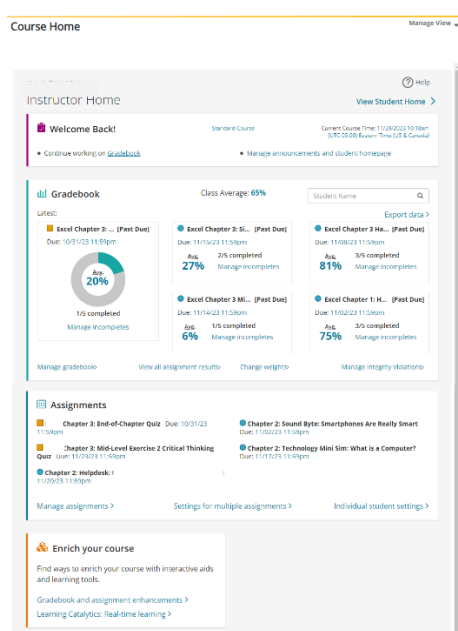 Course Home
Manage View
Help
Instructor Home
View Student Home >
Welcome Back!
Standard Course
Current Course Time: 11/29/2023 10:18am
(UTC-05:00) Eastern Time (US & Canada)
• Continue working on Gradebook
• Manage announcements and student homepage
Gradebook
Class Average: 65%
Student Name
Latest:
Export data >
Excel Chapter 3: ... [Past Due]
Due: 10/31/23 11:59pm
Avg.
20%
1/5 completed
Manage incompletes
Excel Chapter 3: Si... [Past Due]
Due: 11/15/23 11:59pm
Avg. 2/5 completed
27% Manage incompletes
Excel Chapter 3 Ha... [Past Due]
Due: 11/08/23 11:59pm
Avg. 3/5 completed
81% Manage incompletes
Excel Chapter 3 Mi... [Past Due]
Due: 11/14/23 11:59pm
Avg. 1/5 completed
6% Manage incompletes
Excel Chapter 1: H... [Past Due]
Due: 11/02/23 11:59pm
Avg. 3/5 completed
75% Manage incompletes
Manage gradebook>
View all assignment results>
Change weights>
Manage Integrity Violations>
Assignments
Chapter 3: End-of-Chapter Quiz Due: 10/31/23
11:59pm
Chapter 3: Mid-Level Exercise 2 Critical Thinking
Quiz Due: 11/23/23 11:59pm
Chapter 2: Helpdesk:
11/20/23 11:59pm
Chapter 2: Sound Byte: Smartphones Are Really Smart
Due: 11/02/23 11:59pm
Chapter 2: Technology Mini Sim: What is a Computer?
Due: 11/17/23 11:59pm
Manage assignments >
Settings for multiple assignments >
Individual student settings >
Enrich your course
Find ways to enrich your course with interactive aids
and learning tools.
Gradebook and assignment enhancements >
Learning Catalytics: Real-time learning >